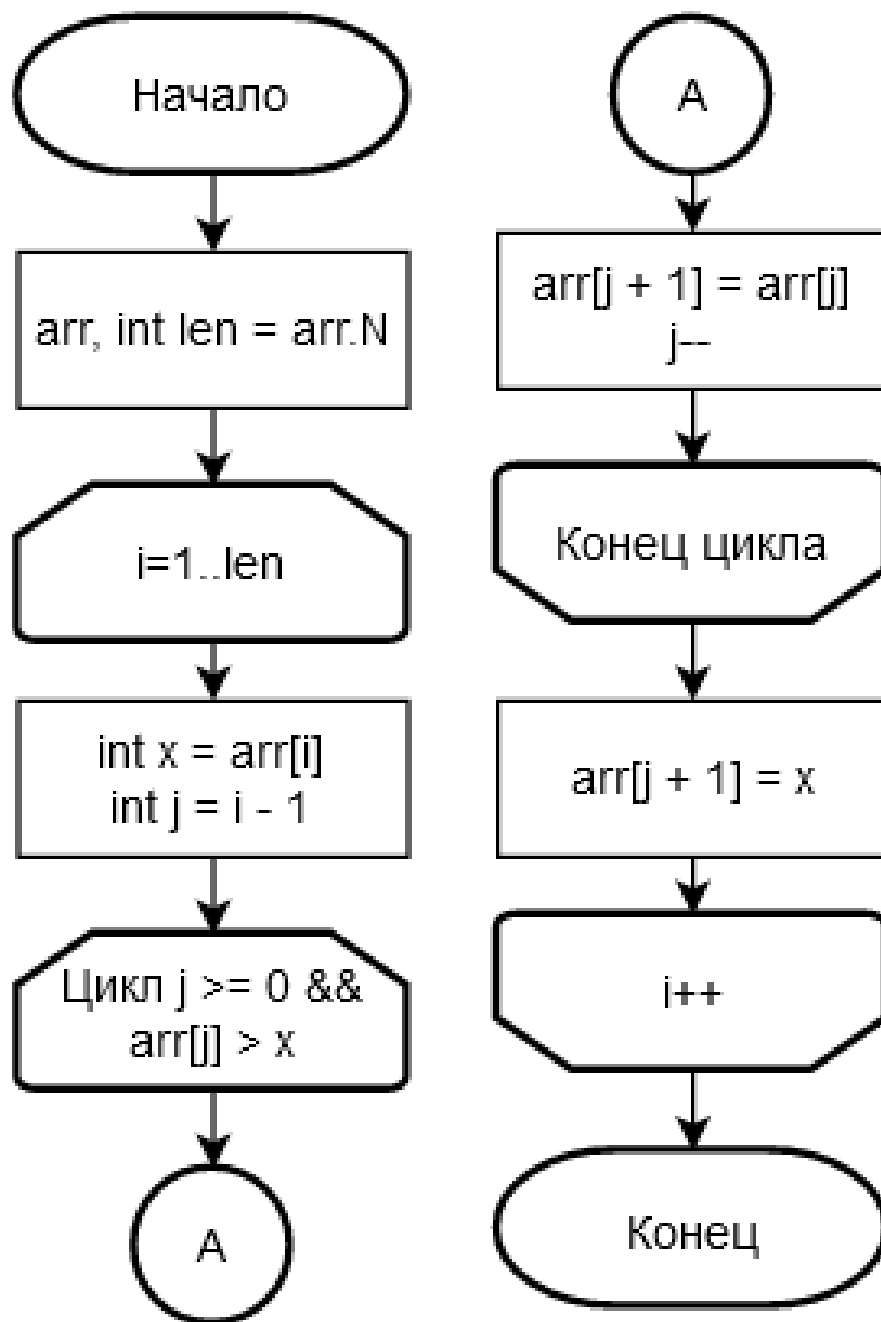 Начало
arr, int len = arr.N
i=1..len
int x = arr[i]
int j = i - 1
Цикл j >= 0 &&
arr[j] > x
A
A
arr[j + 1] = arr[j]
j--
Конец цикла
arr[j + 1] = x
i++
Конец